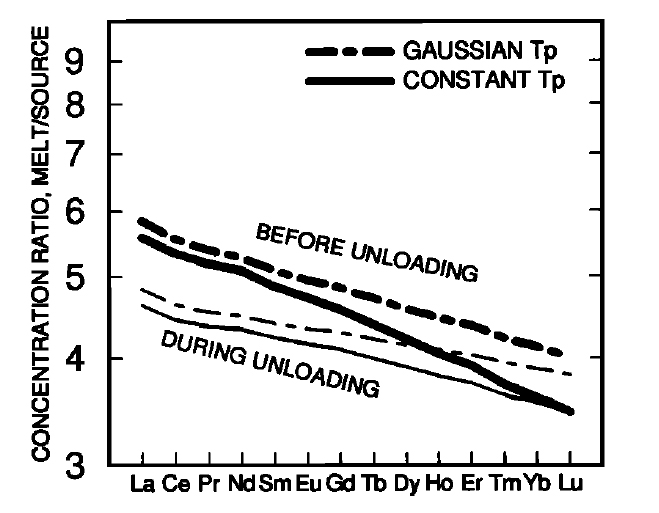 CONCENTRATION RATIO, MELT/SOURCE
9
8
7
6
5
4
3
GAUSSIAN Tp
CONSTANT Tp
BEFORE UNLOADING
DURING UNLOADING
La Ce Pr Nd Sm Eu Gd Tb Dy Ho Er Tm Yb Lu